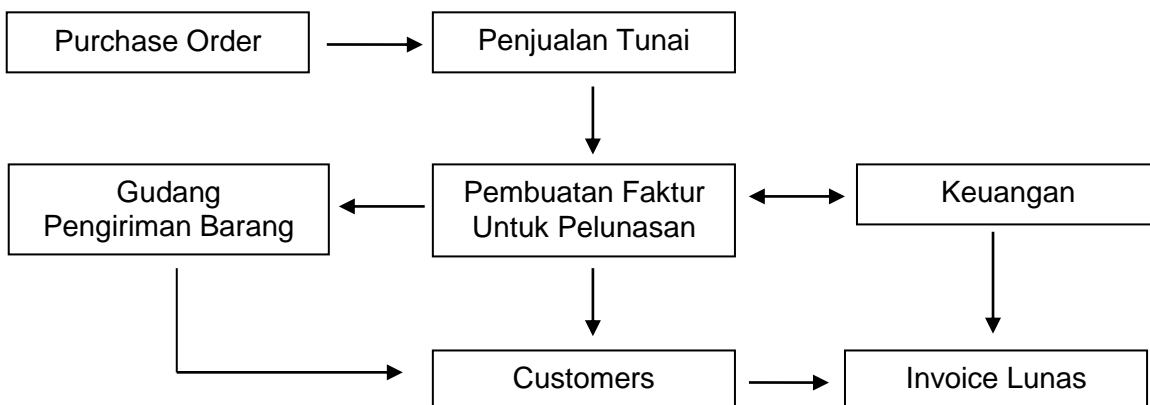 Purchase Order
Penjualan Tunai
Gudang
Pengiriman Barang
Pembuatan Faktur
Untuk Pelunasan
Keuangan
Customers
Invoice Lunas